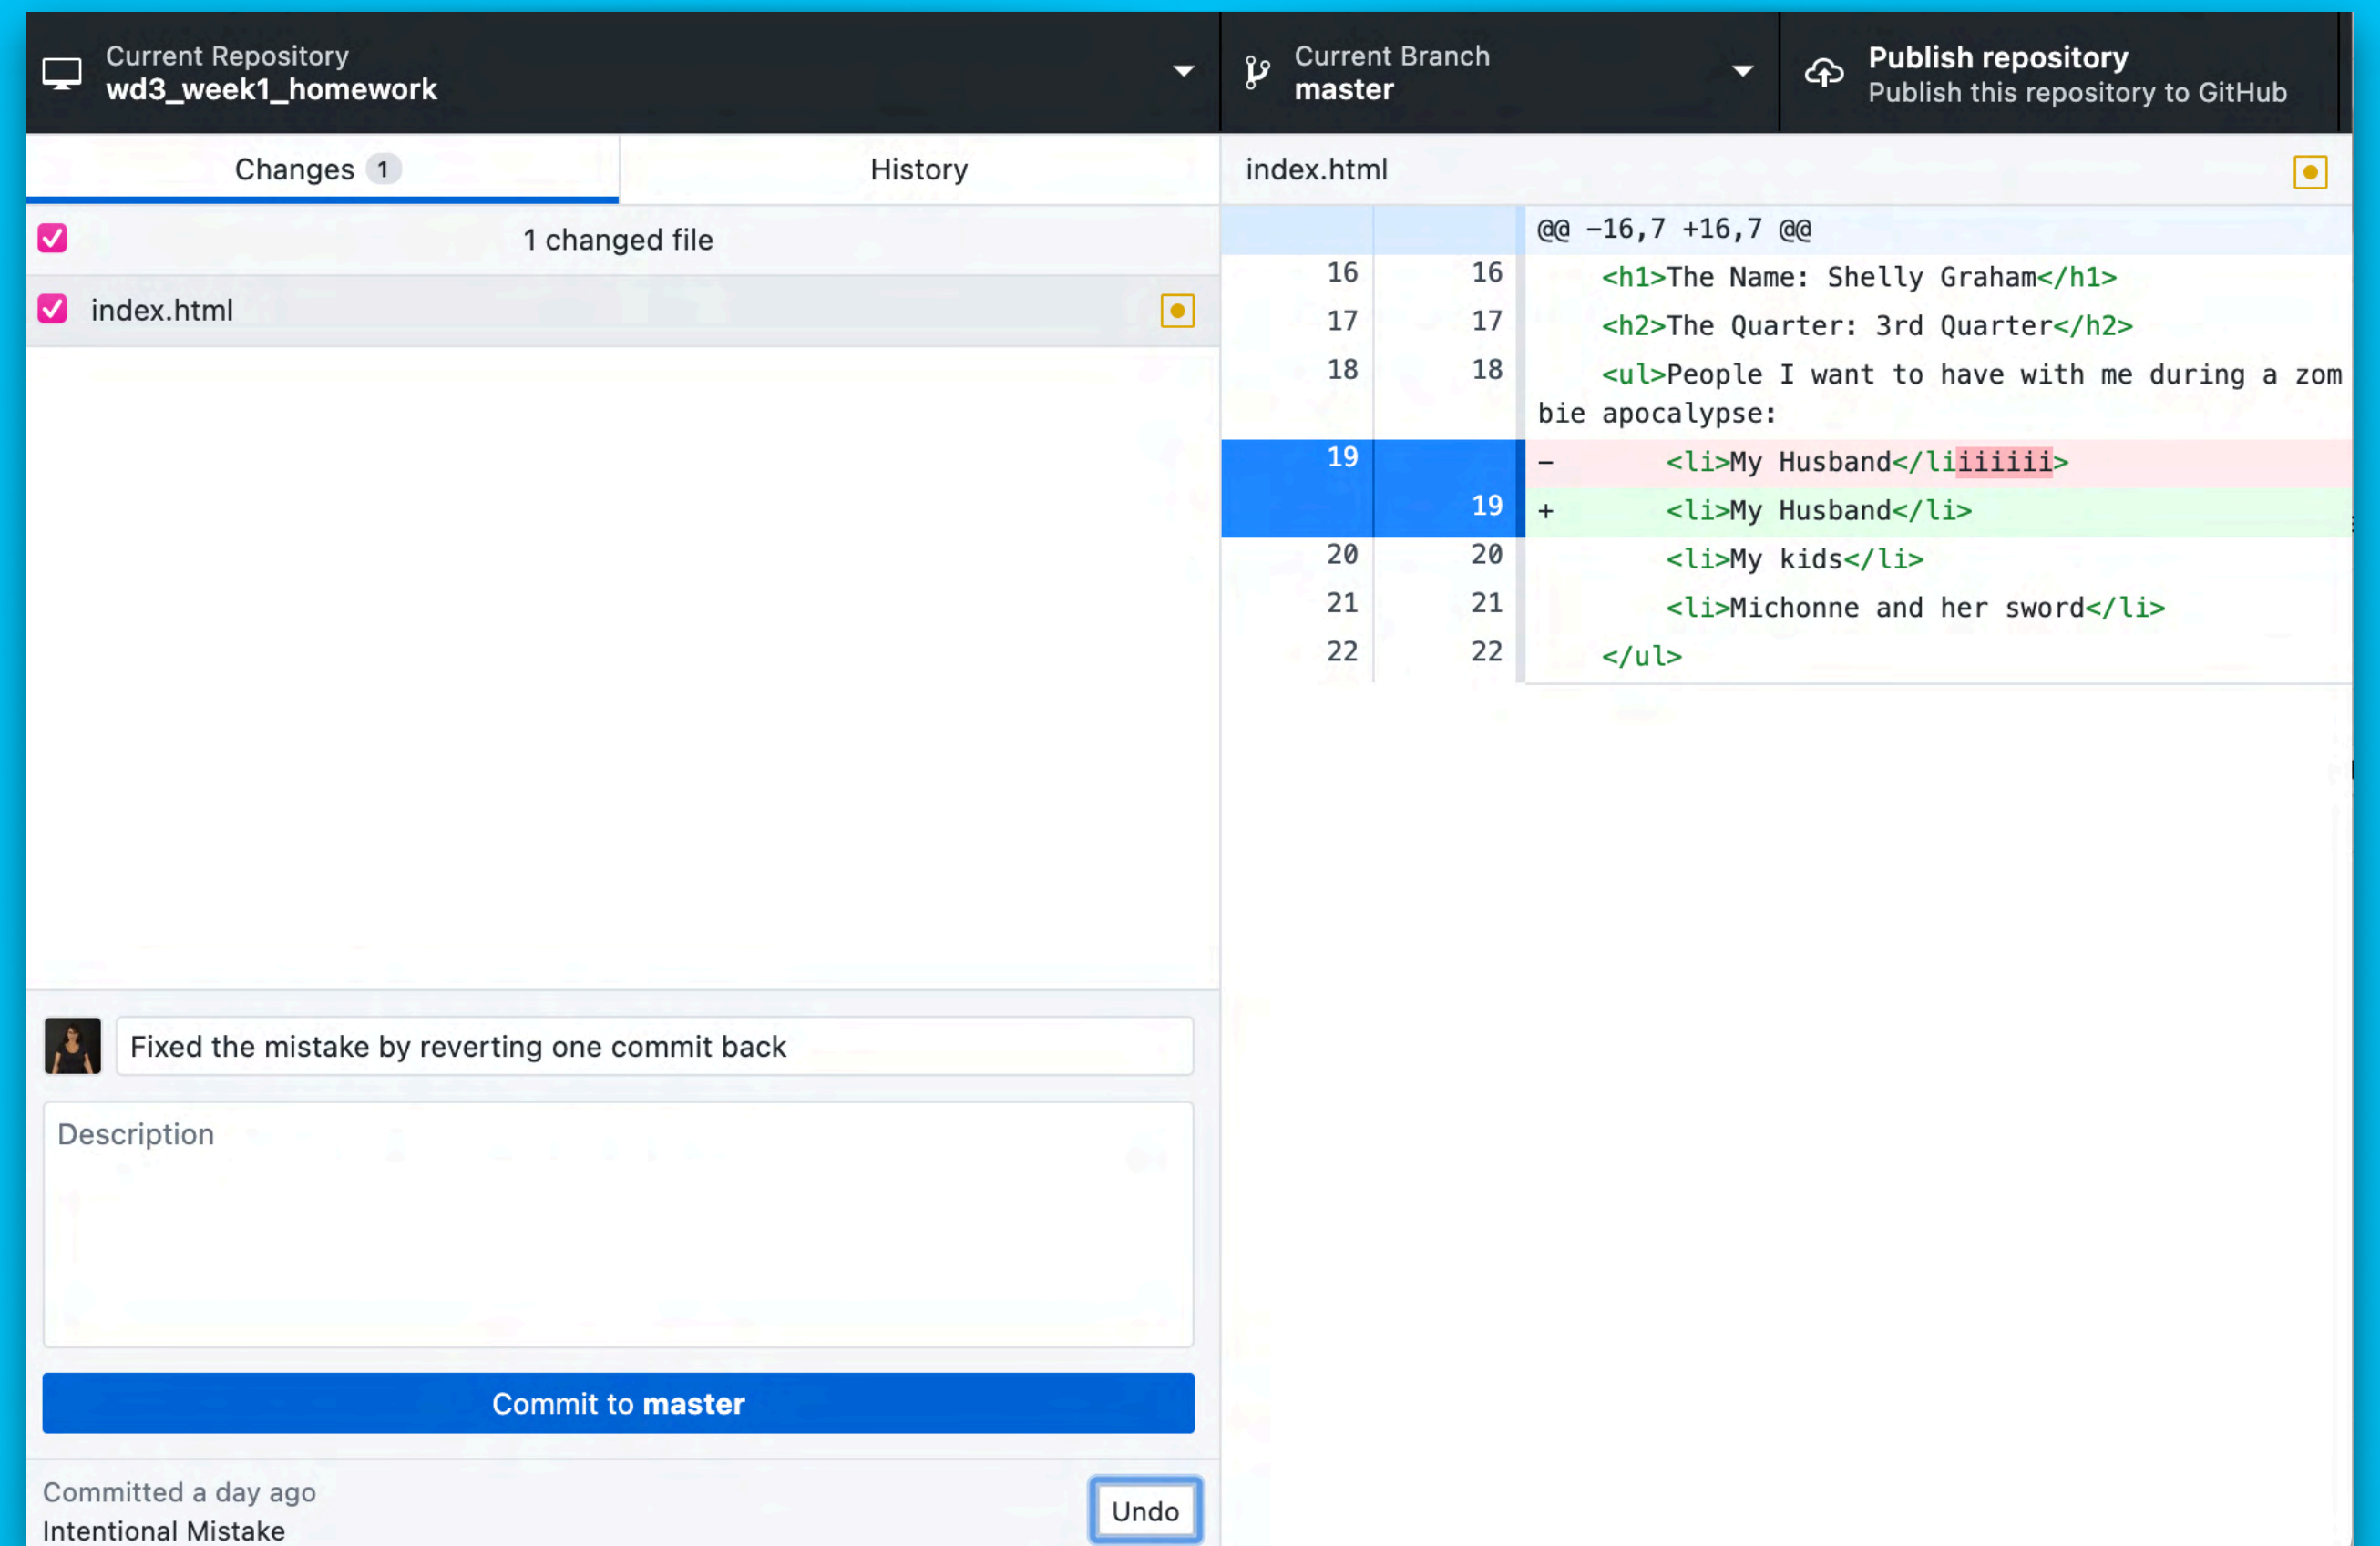 Current Repository
wd3_week1_homework
Current Branch
master
Publish repository
Publish this repository to GitHub
Changes 1
History
index.html
1 changed file
index.html
@@ -16,7 +16,7 @@
16 16 <h1>The Name: Shelly Graham</h1>
17 17 <h2>The Quarter: 3rd Quarter</h2>
18 18 <ul>People I want to have with me during a zom
bie apocalypse:
19 - <li>My Husband</liiiiiiii>
19 + <li>My Husband</li>
20 20 <li>My kids</li>
21 21 <li>Michonne and her sword</li>
22 22 </ul>
Fixed the mistake by reverting one commit back
Description
Commit to master
Committed a day ago
Intentional Mistake
Undo